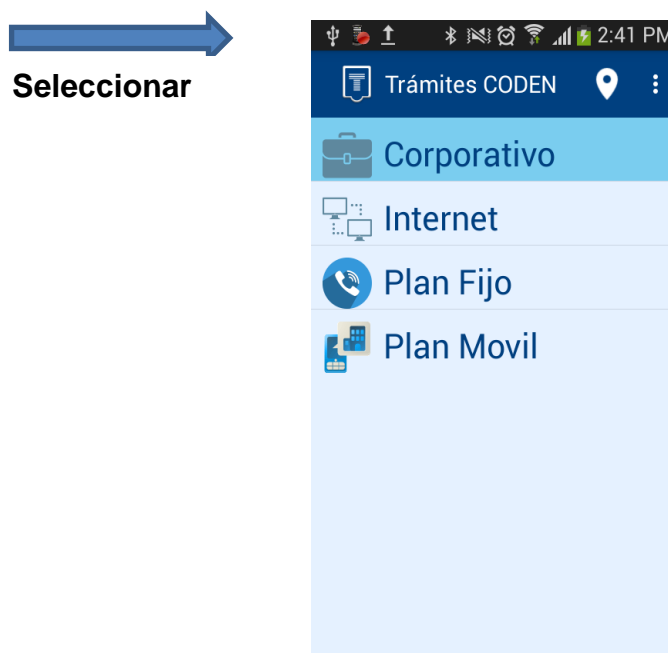 Seleccionar
2:41 PM
Trámites CODEN
Corporativo
Internet
Plan Fijo
Plan Movil